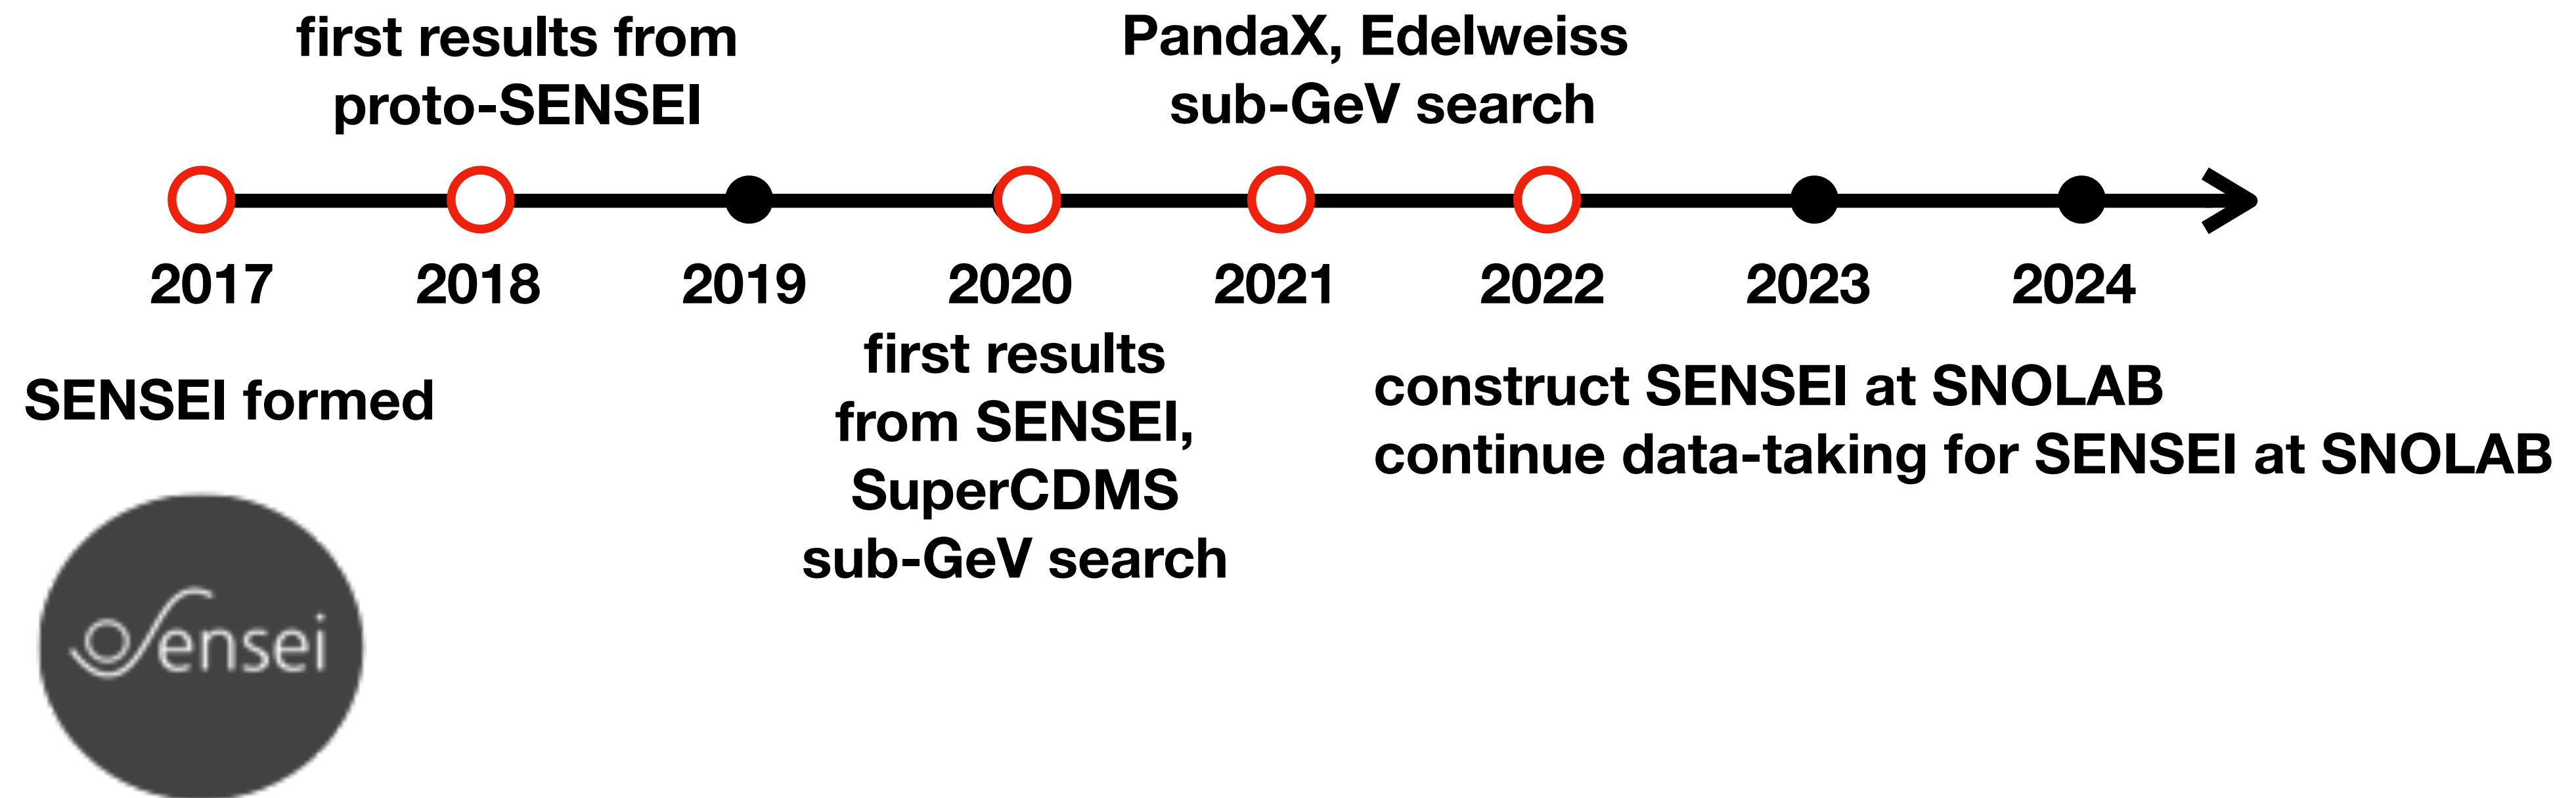 first results from
proto-SENSEI
PandaX, Edelweiss
sub-GeV search
2017 2018 2019 2020 2021 2022 2023 2024
SENSEI formed
first results
from SENSEI,
SuperCDMS
sub-GeV search
construct SENSEI at SNOLAB
continue data-taking for SENSEI at SNOLAB
Sensei